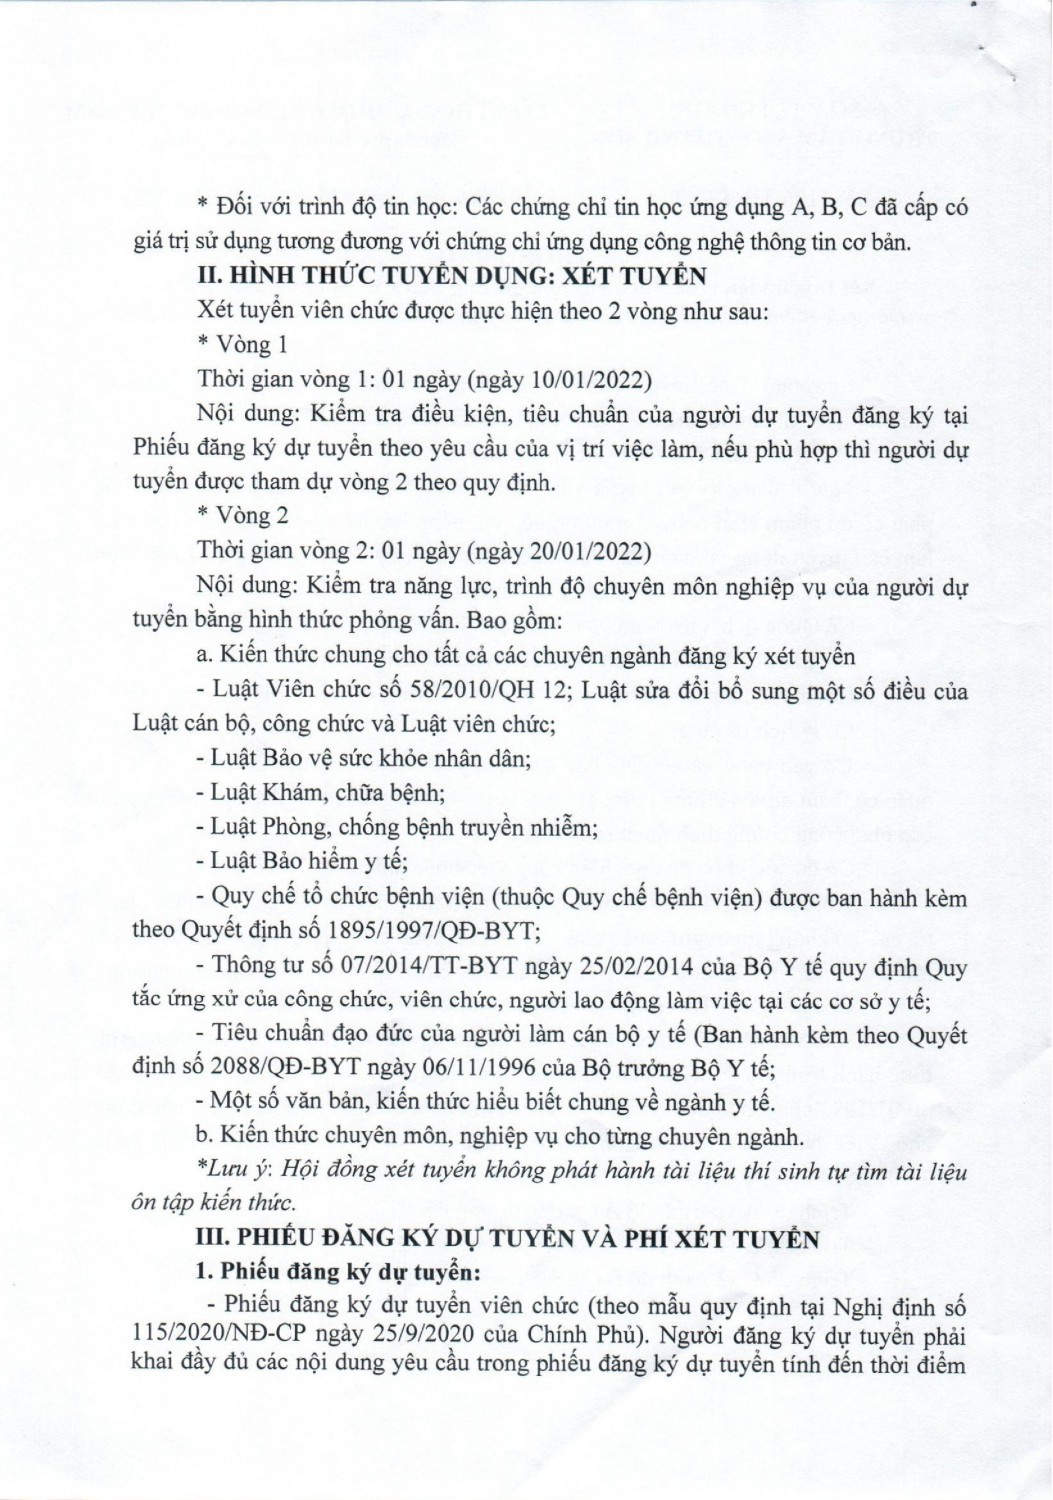 * Đối với trình độ tin học: Các chứng chỉ tin học ứng dụng A, B, C đã cấp có
giá trị sử dụng tương đương với chứng chỉ ứng dụng công nghệ thông tin cơ bản.
II. HÌNH THỨC TUYỂN DỤNG: XÉT TUYỂN
Xét tuyển viên chức được thực hiện theo 2 vòng như sau:
* Vòng 1
Thời gian vòng 1: 01 ngày (ngày 10/01/2022)
Nội dung: Kiểm tra điều kiện, tiêu chuẩn của người dự tuyển đăng ký tại
Phiếu đăng ký dự tuyển theo yêu cầu của vị trí việc làm, nếu phù hợp thì người dự
tuyển được tham dự vòng 2 theo quy định.
* Vòng 2
Thời gian vòng 2: 01 ngày (ngày 20/01/2022)
Nội dung: Kiểm tra năng lực, trình độ chuyên môn nghiệp vụ của người dự
tuyển bằng hình thức phỏng vấn. Bao gồm:
a. Kiến thức chung cho tất cả các chuyên ngành đăng ký xét tuyển
- Luật Viên chức số 58/2010/QH 12; Luật sửa đổi bổ sung một số điều của
Luật cán bộ, công chức và Luật viên chức;
- Luật Bảo vệ sức khỏe nhân dân;
- Luật Khám, chữa bệnh;
- Luật Phòng, chống bệnh truyền nhiễm;
- Luật Bảo hiểm y tế;
- Quy chế tổ chức bệnh viện (thuộc Quy chế bệnh viện) được ban hành kèm
theo Quyết định số 1895/1997/QĐ-BYT;
- Thông tư số 07/2014/TT-BYT ngày 25/02/2014 của Bộ Y tế quy định Quy
tắc ứng xử của công chức, viên chức, người lao động làm việc tại các cơ sở y tế;
- Tiêu chuẩn đạo đức của người làm cán bộ y tế (Ban hành kèm theo Quyết
định số 2088/QĐ-BYT ngày 06/11/1996 của Bộ trưởng Bộ Y tế;
- Một số văn bản, kiến thức hiểu biết chung về ngành y tế.
b. Kiến thức chuyên môn, nghiệp vụ cho từng chuyên ngành.
*Lưu ý: Hội đồng xét tuyển không phát hành tài liệu thí sinh tự tìm tài liệu
ôn tập kiến thức.
III. PHIẾU ĐĂNG KÝ DỰ TUYỂN VÀ PHÍ XÉT TUYỂN
1. Phiếu đăng ký dự tuyển:
- Phiếu đăng ký dự tuyển viên chức (theo mẫu quy định tại Nghị định số
115/2020/NĐ-CP ngày 25/9/2020 của Chính Phủ). Người đăng ký dự tuyển phải
khai đầy đủ các nội dung yêu cầu trong phiếu đăng ký dự tuyển tính đến thời điểm